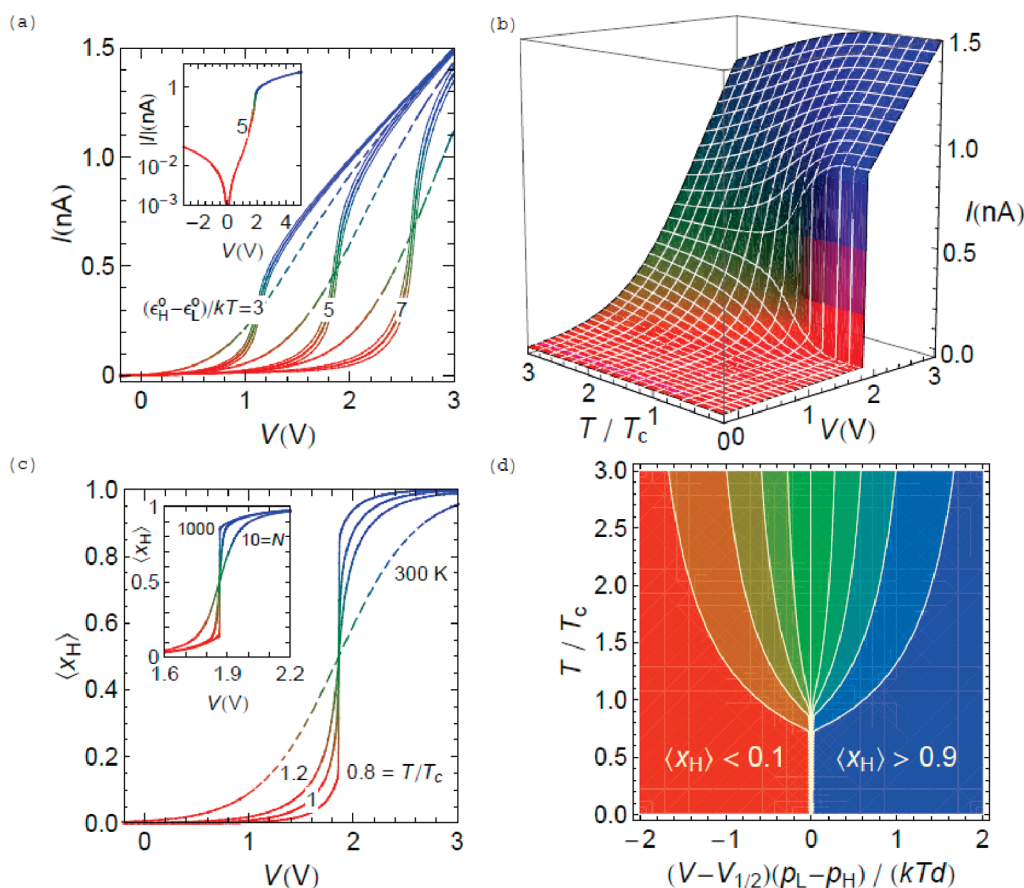 (a)
1.5
1.0
0.5
0
I(nA)
0
1
2
3
V(V)
|I|(nA)
1
10⁻²
10⁻³
−2
0
2
4
V(V)
5
(ϵ°H−ϵ°L)/kT=3
5
7
(b)
1.5
1.0
0.5
0.0
I(nA)
3
2
1
0
T / Tc
0
1
2
3
V(V)
(c)
1.0
0.8
0.6
0.4
0.2
0.0
⟨xH⟩
0
1
2
3
V(V)
1
0.5
0
⟨xH⟩
1.6
1.9
2.2
V(V)
1000
10=N
300 K
1.2
1
0.8 = T/Tc
(d)
3.0
2.5
2.0
1.5
1.0
0.5
0.0
T / Tc
⟨xH⟩ < 0.1
⟨xH⟩ > 0.9
−2
−1
0
1
2
(V−V1/2)(pL−pH) / (kTd)